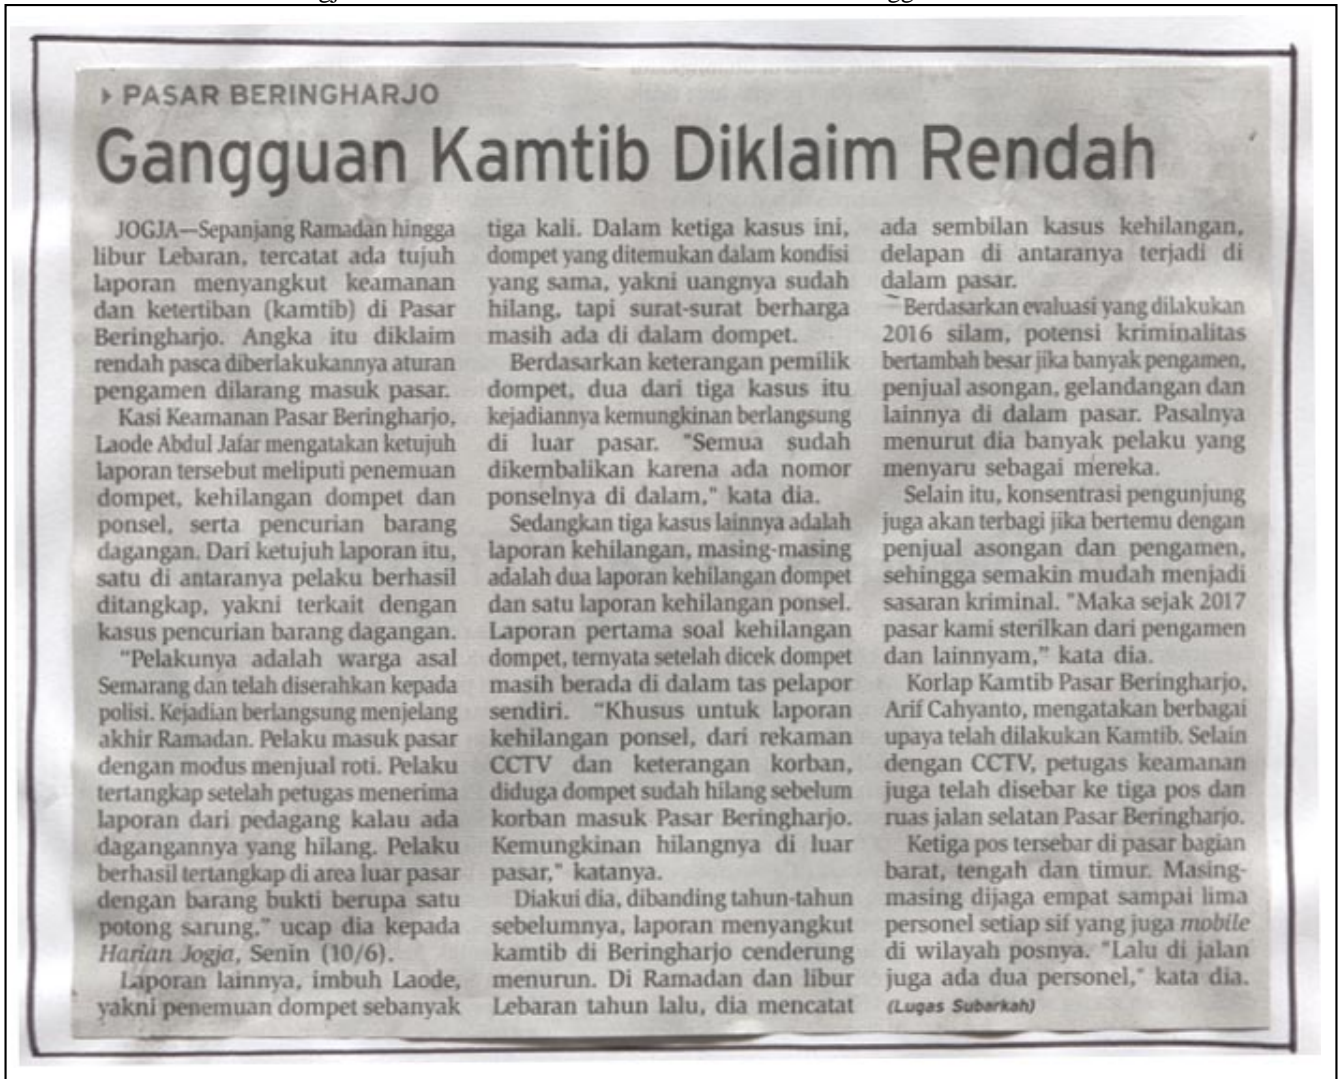 PASAR BERINGHARJO
Gangguan Kamtib Diklaim Rendah
JOGJA—Sepanjang Ramadan hingga
libur Lebaran, tercatat ada tujuh
laporan menyangkut keamanan
dan ketertiban (kamtib) di Pasar
Beringharjo. Angka itu diklaim
rendah pasca diberlakukannya aturan
pengamen dilarang masuk pasar.
Kasi Keamanan Pasar Beringharjo,
Laode Abdul Jafar mengatakan ketujuh
laporan tersebut meliputi penemuan
dompet, kehilangan dompet dan
ponsel, serta pencurian barang
dagangan. Dari ketujuh laporan itu,
satu di antaranya pelaku berhasil
ditangkap, yakni terkait dengan
kasus pencurian barang dagangan.
"Pelakunya adalah warga asal
Semarang dan telah diserahkan kepada
polisi. Kejadian berlangsung menjelang
akhir Ramadan. Pelaku masuk pasar
dengan modus menjual roti. Pelaku
tertangkap setelah petugas menerima
laporan dari pedagang kalau ada
dagangannya yang hilang. Pelaku
berhasil tertangkap di area luar pasar
dengan barang bukti berupa satu
potong sarung," ucap dia kepada
Harian Jogja, Senin (10/6).
Laporan lainnya, imbuh Laode,
yakni penemuan dompet sebanyak
tiga kali. Dalam ketiga kasus ini,
dompet yang ditemukan dalam kondisi
yang sama, yakni uangnya sudah
hilang, tapi surat-surat berharga
masih ada di dalam dompet.
Berdasarkan keterangan pemilik
dompet, dua dari tiga kasus itu
kejadiannya kemungkinan berlangsung
di luar pasar. "Semua sudah
dikembalikan karena ada nomor
ponselnya di dalam," kata dia.
Sedangkan tiga kasus lainnya adalah
laporan kehilangan, masing-masing
adalah dua laporan kehilangan dompet
dan satu laporan kehilangan ponsel.
Laporan pertama soal kehilangan
dompet, ternyata setelah dicek dompet
masih berada di dalam tas pelapor
sendiri. "Khusus untuk laporan
kehilangan ponsel, dari rekaman
CCTV dan keterangan korban,
diduga dompet sudah hilang sebelum
korban masuk Pasar Beringharjo.
Kemungkinan hilangnya di luar
pasar," katanya.
Diakui dia, dibanding tahun-tahun
sebelumnya, laporan menyangkut
kamtib di Beringharjo cenderung
menurun. Di Ramadan dan libur
Lebaran tahun lalu, dia mencatat
ada sembilan kasus kehilangan,
delapan di antaranya terjadi di
dalam pasar.
Berdasarkan evaluasi yang dilakukan
2016 silam, potensi kriminalitas
bertambah besar jika banyak pengamen,
penjual asongan, gelandangan dan
lainnya di dalam pasar. Pasalnya
menurut dia banyak pelaku yang
menyaru sebagai mereka.
Selain itu, konsentrasi pengunjung
juga akan terbagi jika bertemu dengan
penjual asongan dan pengamen,
sehingga semakin mudah menjadi
sasaran kriminal. "Maka sejak 2017
pasar kami sterilkan dari pengamen
dan lainnyam," kata dia.
Korlap Kamtib Pasar Beringharjo,
Arif Cahyanto, mengatakan berbagai
upaya telah dilakukan Kamtib. Selain
dengan CCTV, petugas keamanan
juga telah disebar ke tiga pos dan
ruas jalan selatan Pasar Beringharjo.
Ketiga pos tersebar di pasar bagian
barat, tengah dan timur. Masing-
masing dijaga empat sampai lima
personel setiap sif yang juga mobile
di wilayah posnya. "Lalu di jalan
juga ada dua personel," kata dia.
(Lugas Subarkah)